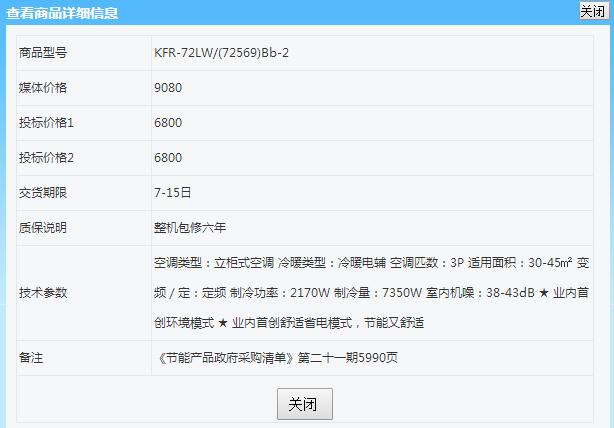 查看商品详细信息 关闭
商品型号 KFR-72LW/(72569)Bb-2
媒体价格 9080
投标价格1 6800
投标价格2 6800
交货期限 7-15日
质保说明 整机包修六年
空调类型：立柜式空调 冷暖类型：冷暖电辅 空调匹数：3P 适用面积：30-45㎡ 变
技术参数 频 / 定：定频 制冷功率：2170W 制冷量：7350W 室内机噪：38-43dB ★ 业内首
创环境模式 ★ 业内首创舒适省电模式，节能又舒适
备注 《节能产品政府采购清单》第二十一期5990页
关闭